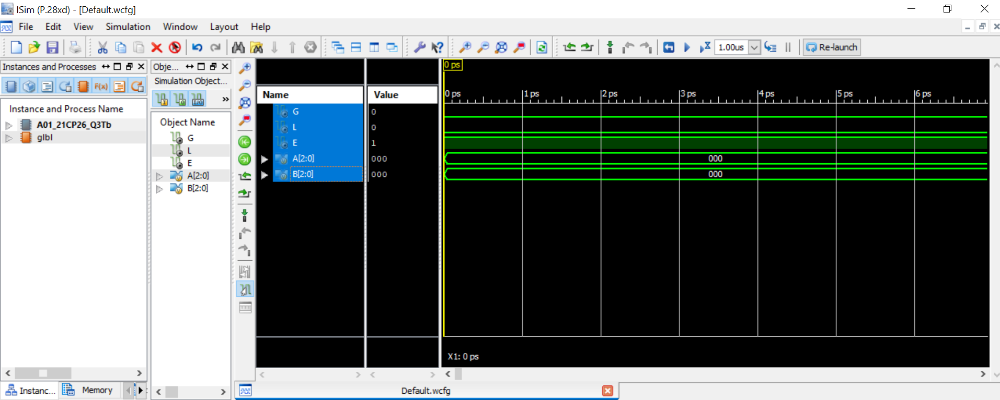 ISim (P.28xd) - [Default.wcfg]
File Edit View Simulation Window Layout Help
1.00us Re-launch
Instances and Processes
F(x)
Instance and Process Name
A01_21CP26_Q3Tb
glbl
Instanc... Memory
Obje...
Simulation Object...
I O I/O »
Object Name
G
L
E
A[2:0]
B[2:0]
Name Value
G 0
L 0
E 1
A[2:0] 000
B[2:0] 000
0 ps
0 ps 1 ps 2 ps 3 ps 4 ps 5 ps 6 ps
000
000
X1: 0 ps
Default.wcfg